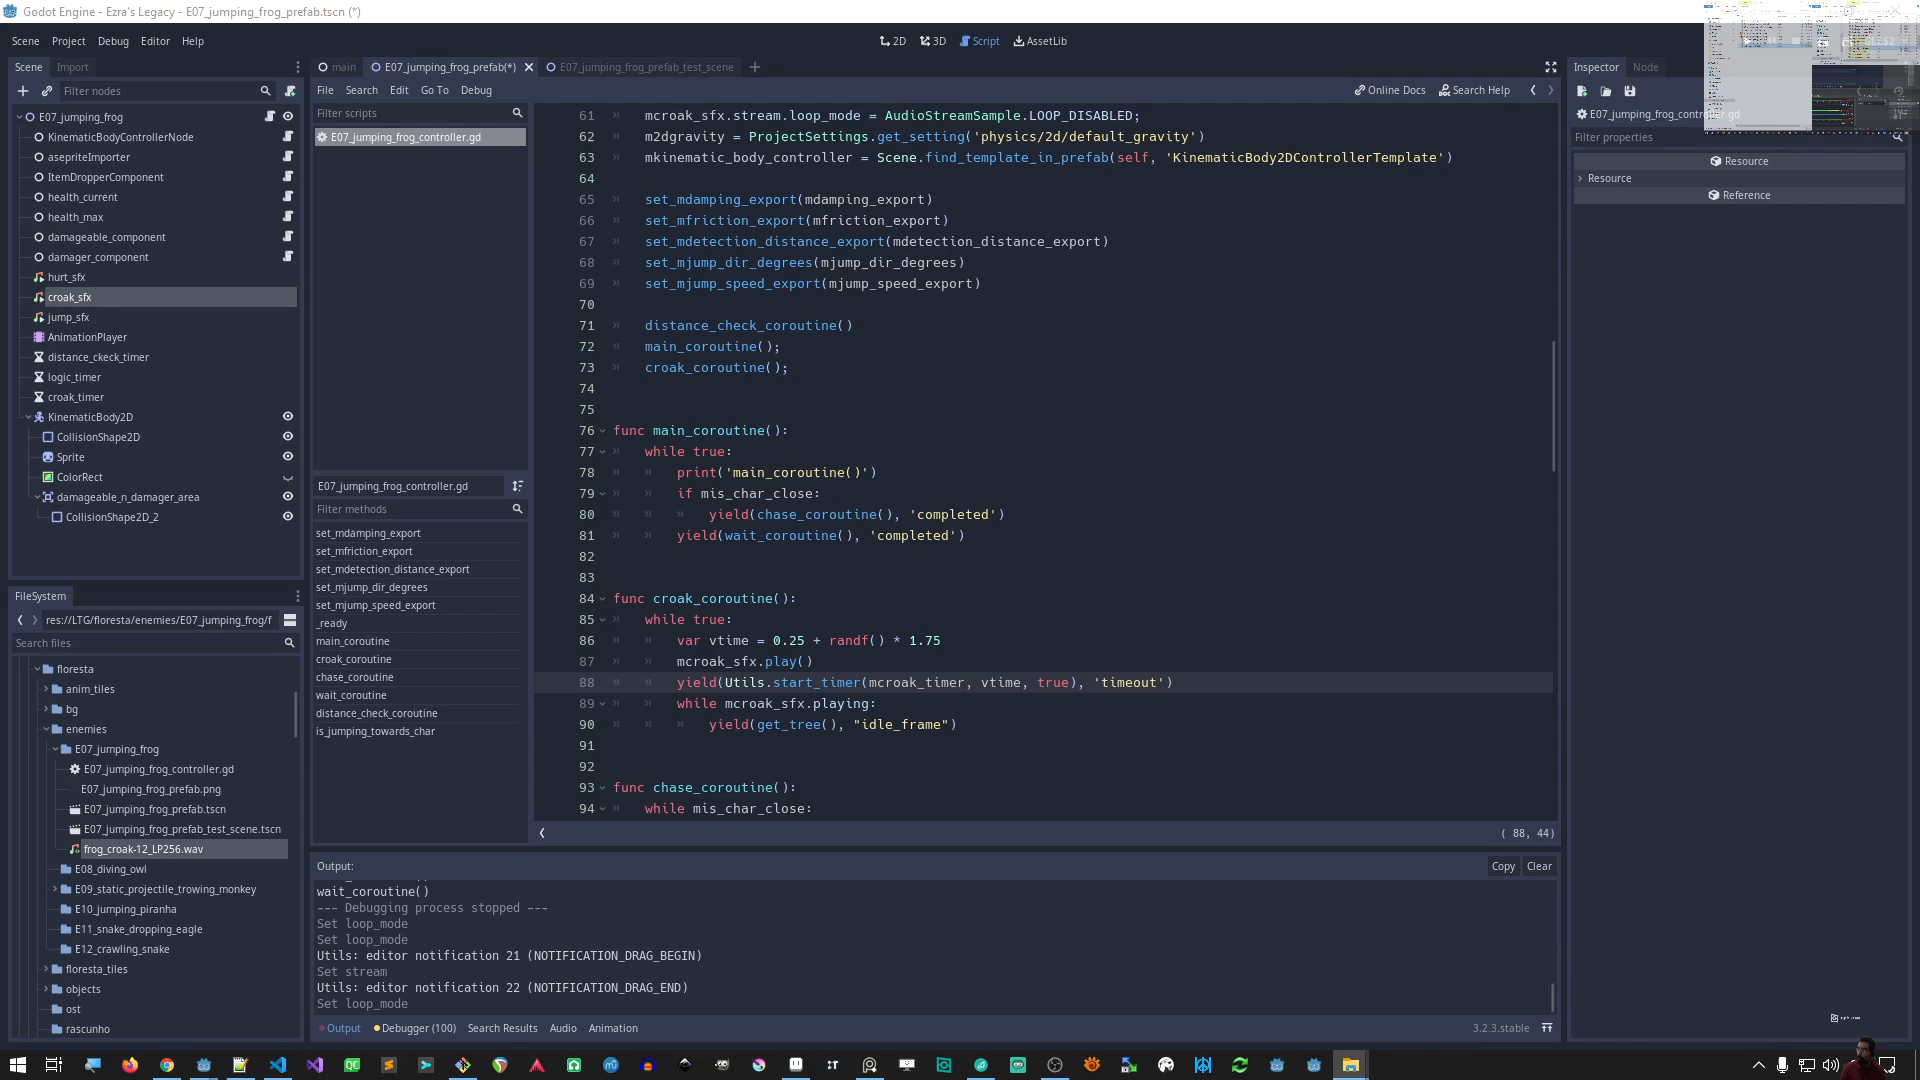 Godot Engine - Ezra's Legacy - E07_jumping_frog_prefab.tscn (*)
Scene Project Debug Editor Help
2D 3D Script AssetLib
Scene Import
Filter nodes
E07_jumping_frog
KinematicBodyControllerNode
asepriteImporter
ItemDropperComponent
health_current
health_max
damageable_component
damager_component
hurt_sfx
croak_sfx
jump_sfx
AnimationPlayer
distance_ckeck_timer
logic_timer
croak_timer
KinematicBody2D
CollisionShape2D
Sprite
ColorRect
damageable_n_damager_area
CollisionShape2D_2
FileSystem
res://LTG/floresta/enemies/E07_jumping_frog/f
Search files
floresta
anim_tiles
bg
enemies
E07_jumping_frog
E07_jumping_frog_controller.gd
E07_jumping_frog_prefab.png
E07_jumping_frog_prefab.tscn
E07_jumping_frog_prefab_test_scene.tscn
frog_croak-12_LP256.wav
E08_diving_owl
E09_static_projectile_trowing_monkey
E10_jumping_piranha
E11_snake_dropping_eagle
E12_crawling_snake
floresta_tiles
objects
ost
rascunho
main E07_jumping_frog_prefab(*) E07_jumping_frog_prefab_test_scene
File Search Edit Go To Debug
Online Docs Search Help
Filter scripts
E07_jumping_frog_controller.gd
E07_jumping_frog_controller.gd
Filter methods
set_mdamping_export
set_mfriction_export
set_mdetection_distance_export
set_mjump_dir_degrees
set_mjump_speed_export
_ready
main_coroutine
croak_coroutine
chase_coroutine
wait_coroutine
distance_check_coroutine
is_jumping_towards_char
61 mcroak_sfx.stream.loop_mode = AudioStreamSample.LOOP_DISABLED;
62 m2dgravity = ProjectSettings.get_setting('physics/2d/default_gravity')
63 mkinematic_body_controller = Scene.find_template_in_prefab(self, 'KinematicBody2DControllerTemplate')
64
65 set_mdamping_export(mdamping_export)
66 set_mfriction_export(mfriction_export)
67 set_mdetection_distance_export(mdetection_distance_export)
68 set_mjump_dir_degrees(mjump_dir_degrees)
69 set_mjump_speed_export(mjump_speed_export)
70
71 distance_check_coroutine()
72 main_coroutine();
73 croak_coroutine();
74
75
76 func main_coroutine():
77 while true:
78 print('main_coroutine()')
79 if mis_char_close:
80 yield(chase_coroutine(), 'completed')
81 yield(wait_coroutine(), 'completed')
82
83
84 func croak_coroutine():
85 while true:
86 var vtime = 0.25 + randf() * 1.75
87 mcroak_sfx.play()
88 yield(Utils.start_timer(mcroak_timer, vtime, true), 'timeout')
89 while mcroak_sfx.playing:
90 yield(get_tree(), "idle_frame")
91
92
93 func chase_coroutine():
94 while mis_char_close:
( 88, 44)
Output:
Copy Clear
wait_coroutine()
--- Debugging process stopped ---
Set loop_mode
Set loop_mode
Utils: editor notification 21 (NOTIFICATION_DRAG_BEGIN)
Set stream
Utils: editor notification 22 (NOTIFICATION_DRAG_END)
Set loop_mode
Output Debugger (100) Search Results Audio Animation
3.2.3.stable
Inspector Node
E07_jumping_frog_controller.gd
Filter properties
Resource
Resource
Reference